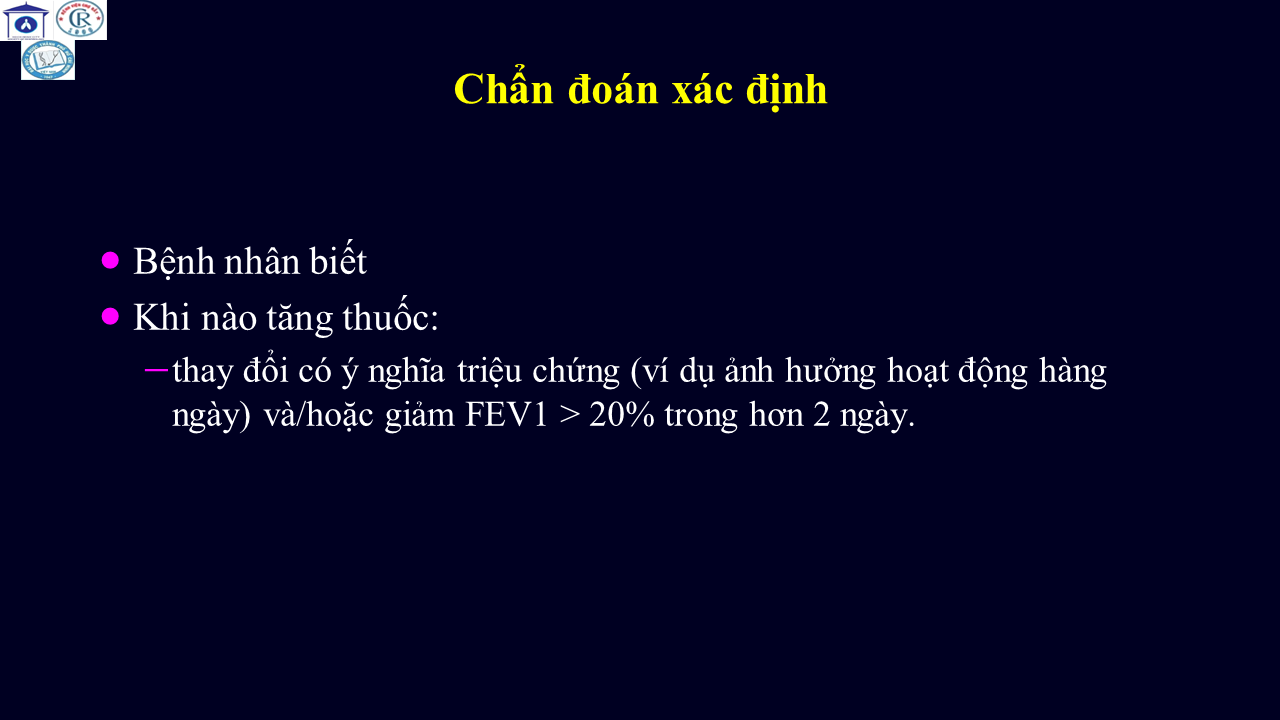 Chẩn đoán xác định
Bệnh nhân biết
Khi nào tăng thuốc:
thay đổi có ý nghĩa triệu chứng (ví dụ ảnh hưởng hoạt động hàng
ngày) và/hoặc giảm FEV1 > 20% trong hơn 2 ngày.